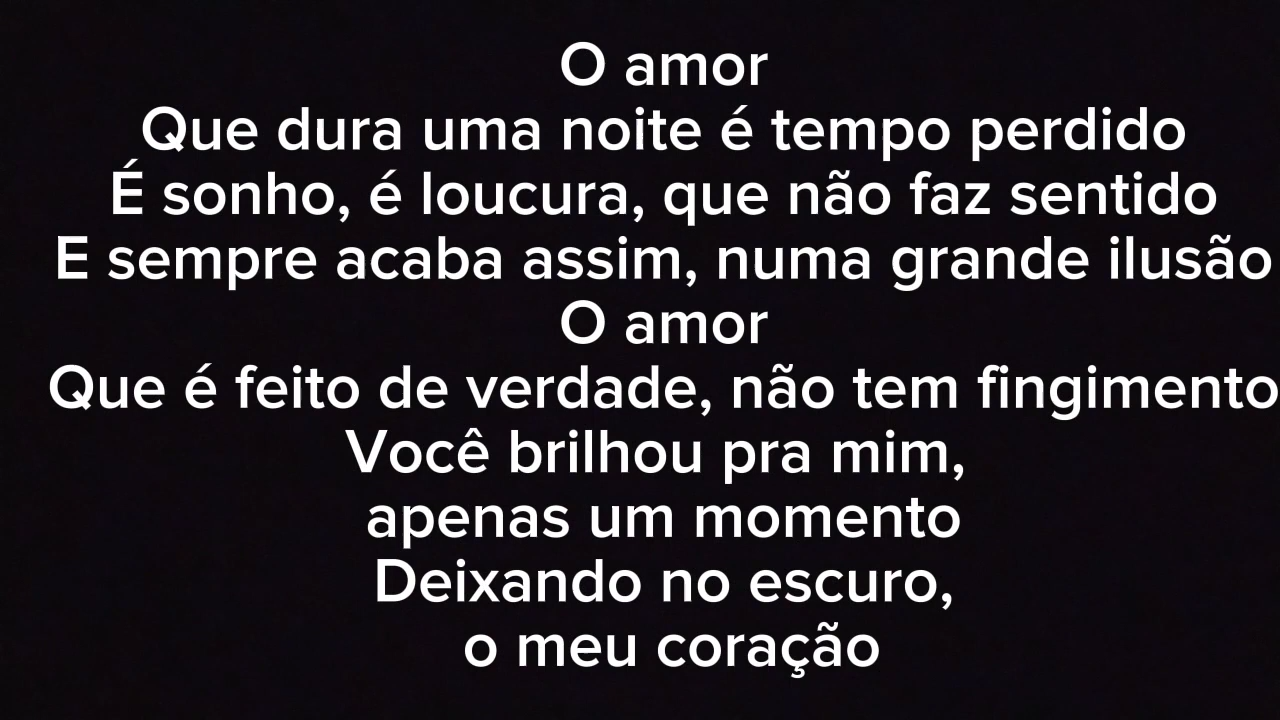 O amor
Que dura uma noite é tempo perdido
É sonho, é loucura, que não faz sentido
E sempre acaba assim, numa grande ilusão
O amor
Que é feito de verdade, não tem fingimento
Você brilhou pra mim,
apenas um momento
Deixando no escuro,
o meu coração